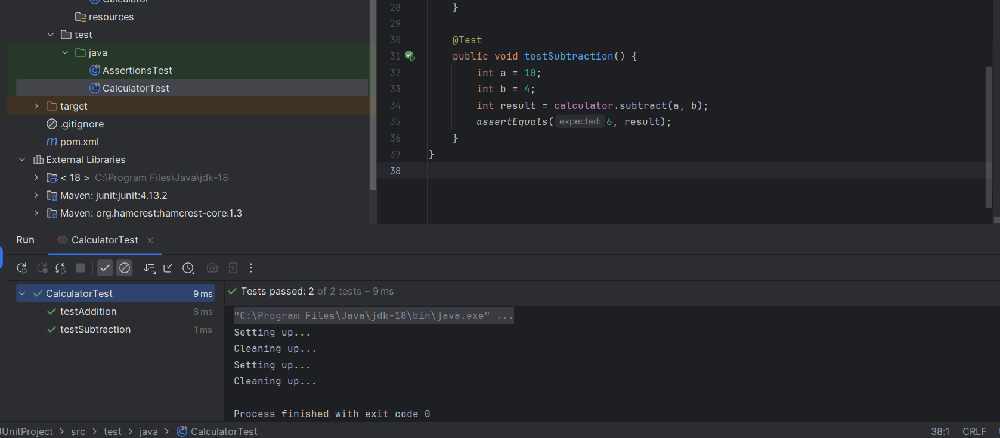 Calculator
resources
test
java
AssertionsTest
CalculatorTest
target
.gitignore
pom.xml
External Libraries
< 18 > C:\Program Files\Java\jdk-18
Maven: junit:junit:4.13.2
Maven: org.hamcrest:hamcrest-core:1.3
28 }
29
30 @Test
31 public void testSubtraction() {
32 int a = 10;
33 int b = 4;
34 int result = calculator.subtract(a, b);
35 assertEquals( expected: 6, result);
36 }
37 }
38
Run CalculatorTest
CalculatorTest 9 ms
testAddition 8 ms
testSubtraction 1 ms
Tests passed: 2 of 2 tests – 9 ms
"C:\Program Files\Java\jdk-18\bin\java.exe" ...
Setting up...
Cleaning up...
Setting up...
Cleaning up...
Process finished with exit code 0
JUnitProject > src > test > java > CalculatorTest
38:1 CRLF